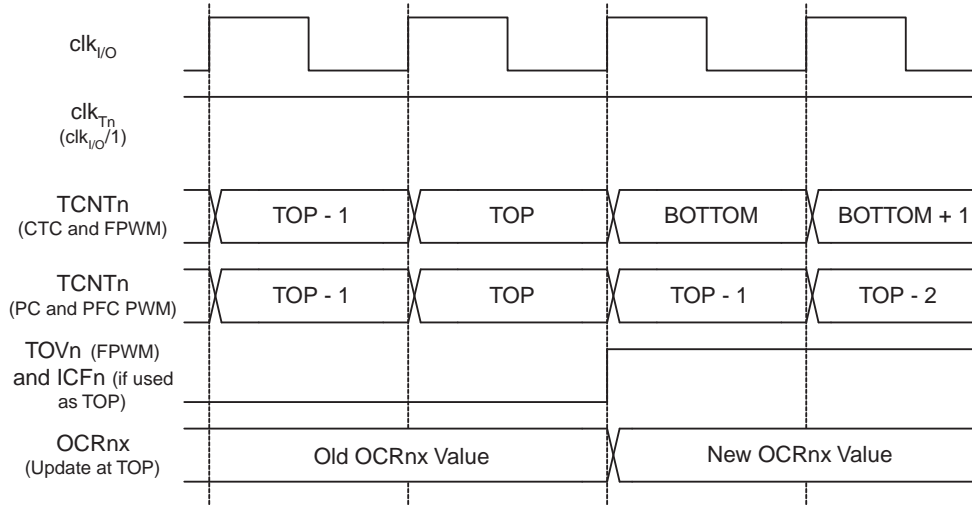 clkI/O
clkTn
(clkI/O/1)
TCNTn
(CTC and FPWM)
TOP - 1
TOP
BOTTOM
BOTTOM + 1
TCNTn
(PC and PFC PWM)
TOP - 1
TOP
TOP - 1
TOP - 2
TOVn (FPWM)
and ICFn (if used
as TOP)
OCRnx
(Update at TOP)
Old OCRnx Value
New OCRnx Value